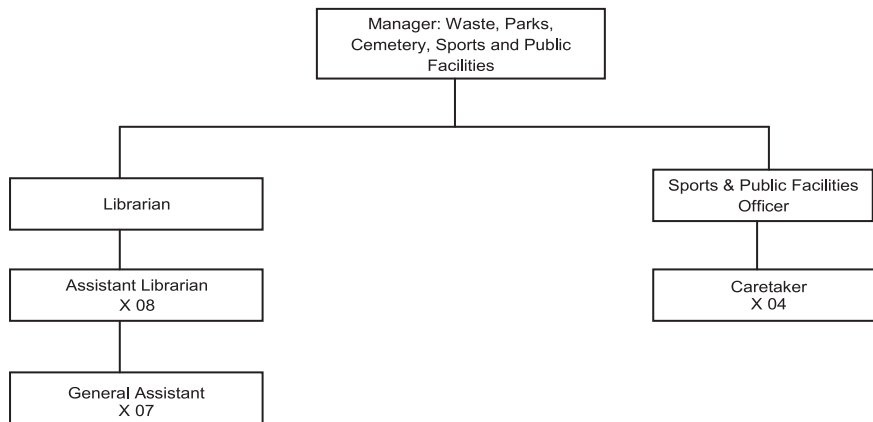 Manager: Waste, Parks,
Cemetery, Sports and Public
Facilities
Librarian
Sports & Public Facilities
Officer
Assistant Librarian
X 08
Caretaker
X 04
General Assistant
X 07